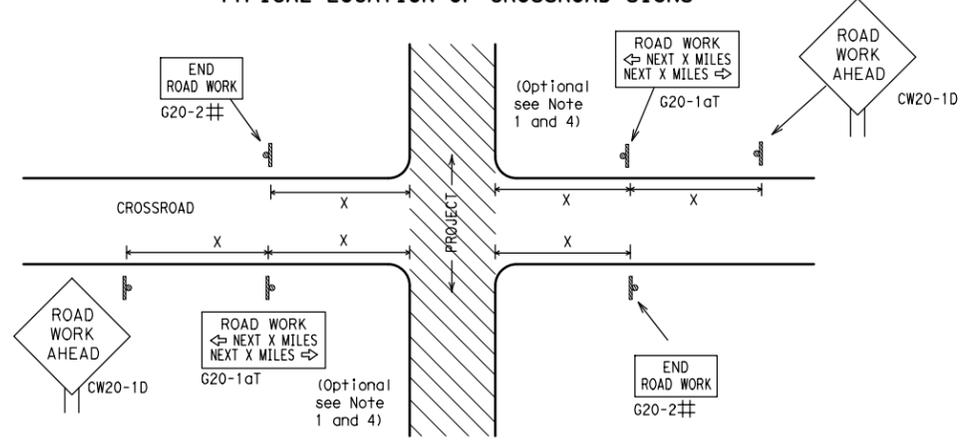 TYPICAL LOCATION OF CROSSROAD SIGNS
ROAD
WORK
AHEAD
CW20-1D
ROAD WORK
⇦ NEXT X MILES
NEXT X MILES ⇨
G20-1aT
(Optional
see Note
1 and 4)
END
ROAD WORK
G20-2#
X
X
X
CROSSROAD
PROJECT
X
X
X
ROAD
WORK
AHEAD
CW20-1D
ROAD WORK
⇦ NEXT X MILES
NEXT X MILES ⇨
G20-1aT
(Optional
see Note
1 and 4)
END
ROAD WORK
G20-2#